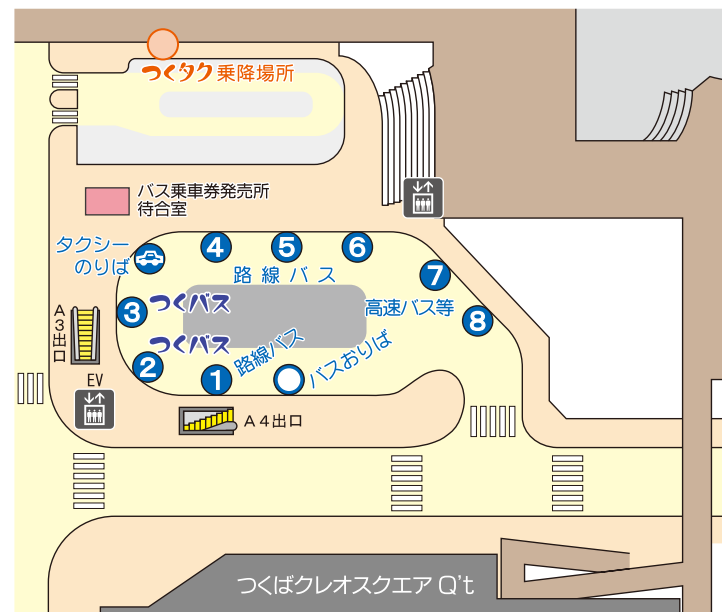 つくタク乗降場所
バス乗車券発売所
待合室
タクシー
のりば
4
5
6
路線バス
7
3
つくバス
高速バス等
8
A3出口
つくバス
路線バス
バスおりば
2
1
EV
A4出口
つくばクレオスクエア Q't